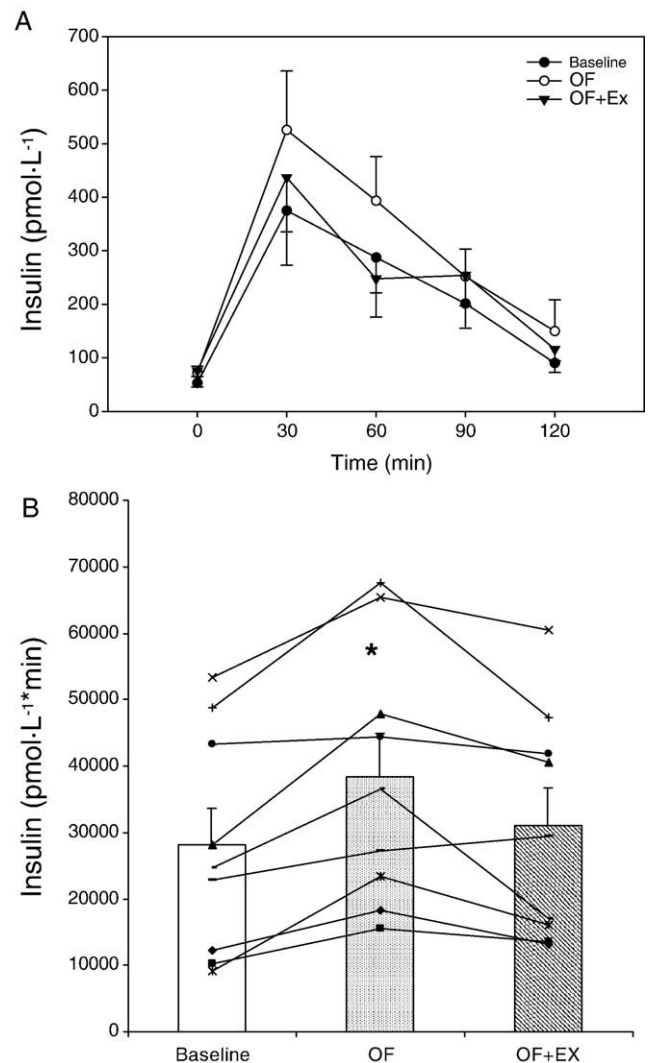 A
Insulin (pmol·L-1)
700
600
500
400
300
200
100
0
Baseline
OF
OF+Ex
0 30 60 90 120
Time (min)
B
Insulin (pmol·L-1*min)
80000
70000
60000
50000
40000
30000
20000
10000
0
*
Baseline OF OF+EX